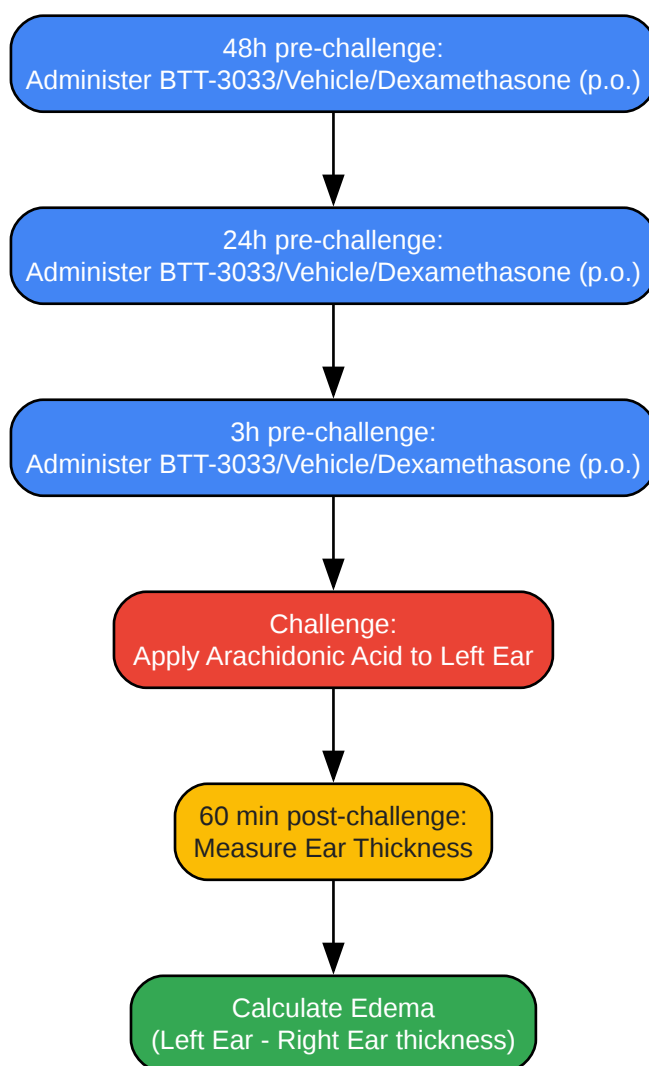 48h pre-challenge:
Administer BTT-3033/Vehicle/Dexamethasone (p.o.)
24h pre-challenge:
Administer BTT-3033/Vehicle/Dexamethasone (p.o.)
3h pre-challenge:
Administer BTT-3033/Vehicle/Dexamethasone (p.o.)
Challenge:
Apply Arachidonic Acid to Left Ear
60 min post-challenge:
Measure Ear Thickness
Calculate Edema
(Left Ear - Right Ear thickness)